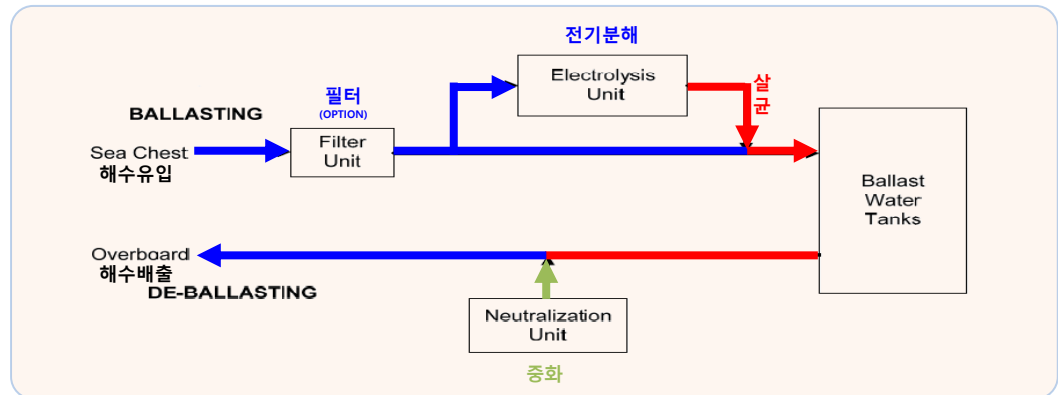 전기분해
Electrolysis
Unit
살
균
필터
(OPTION)
BALLASTING
Filter
Unit
Sea Chest
해수유입
Ballast
Water
Tanks
Overboard
해수배출
DE-BALLASTING
Neutralization
Unit
중화